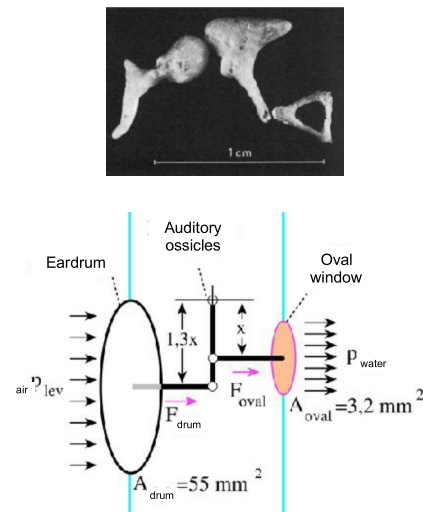 1 cm
Auditory
ossicles
Eardrum
Oval
window
1,3x
x
p water
air p lev
F oval
F drum
A oval =3,2 mm 2
A drum =55 mm 2